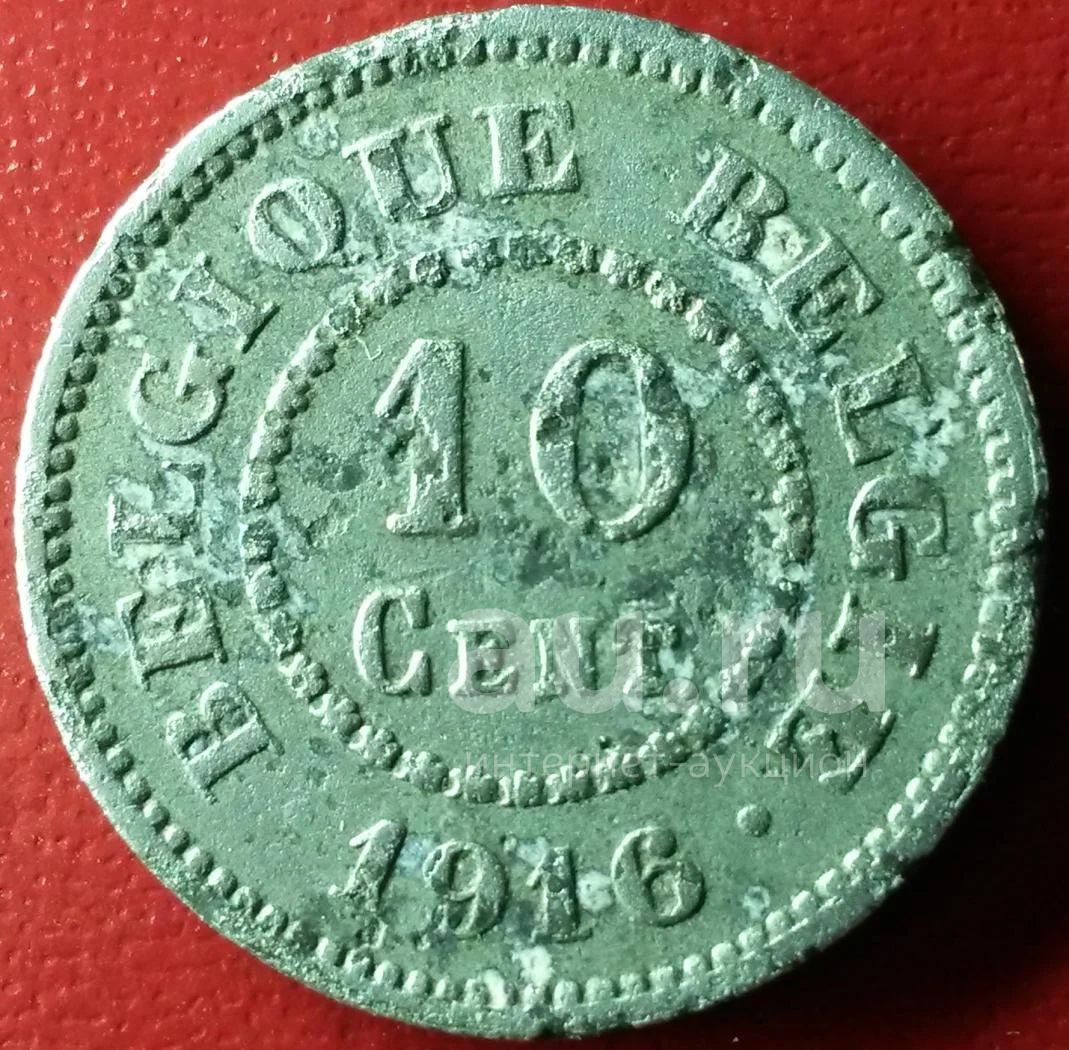 BELGIQUE BELGIË
10
CENT.
1916 •
au.ru
интернет-аукцион